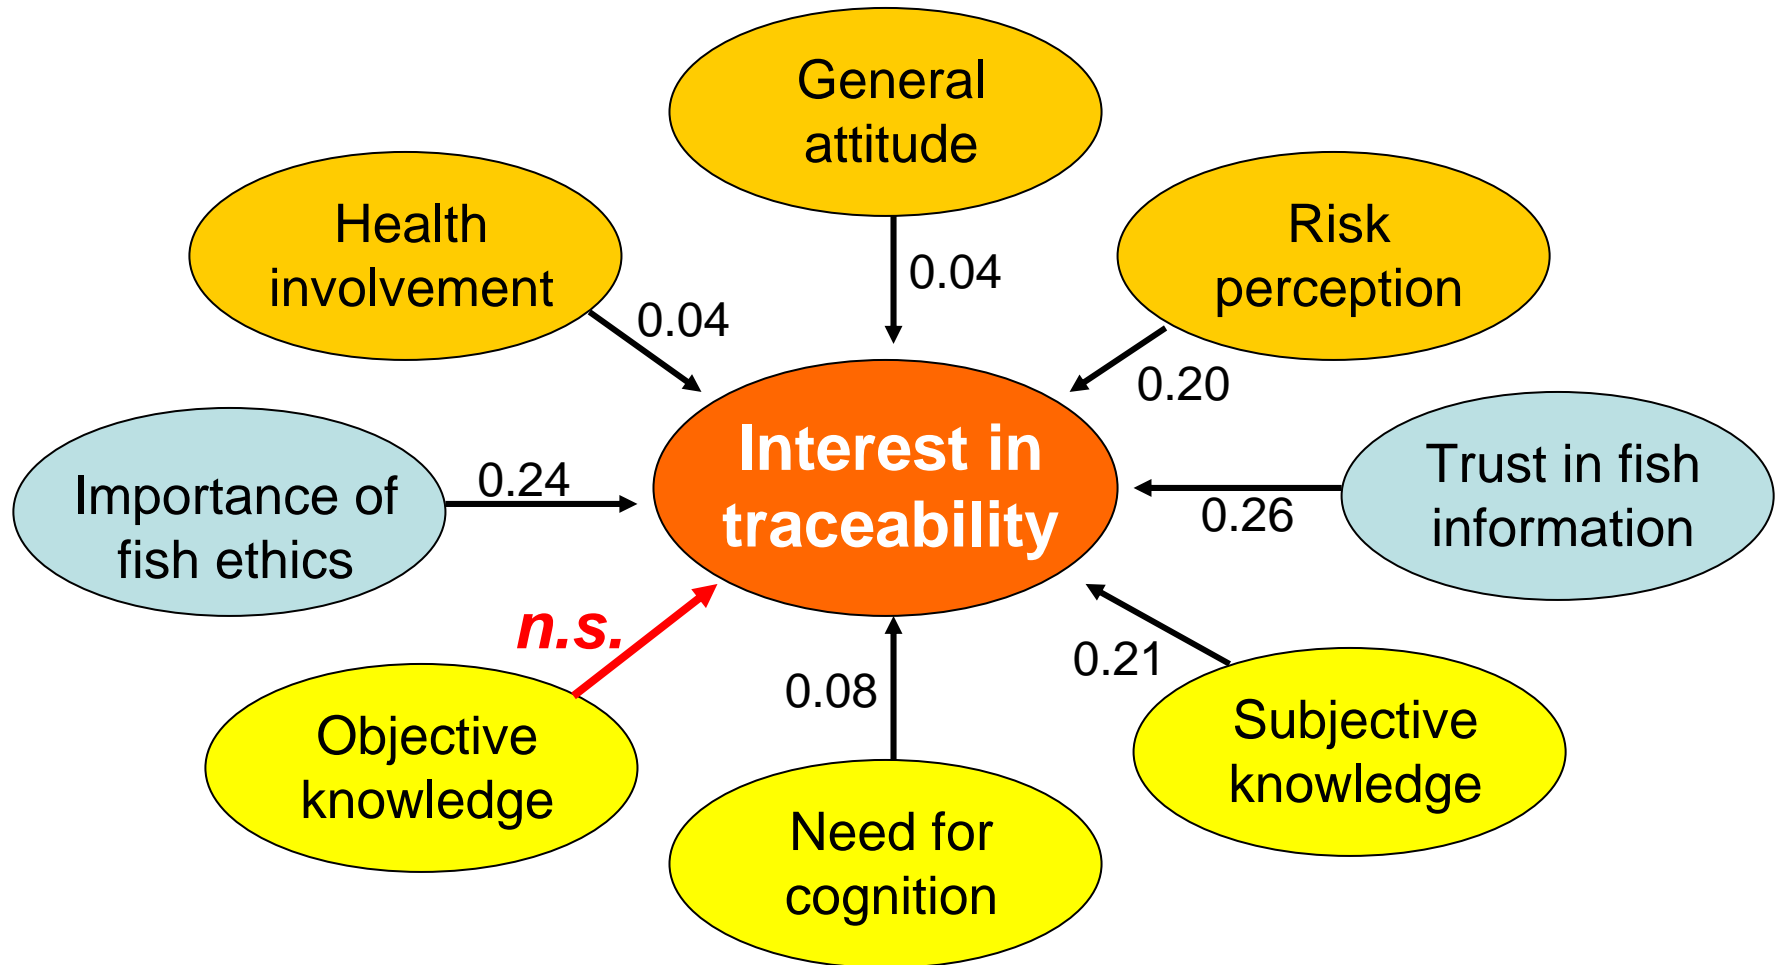 General
attitude
Health
involvement
Risk
perception
0.04
0.04
0.20
Interest in
traceability
Importance of
fish ethics
0.24
Trust in fish
information
0.26
n.s.
Objective
knowledge
0.08
Need for
cognition
0.21
Subjective
knowledge